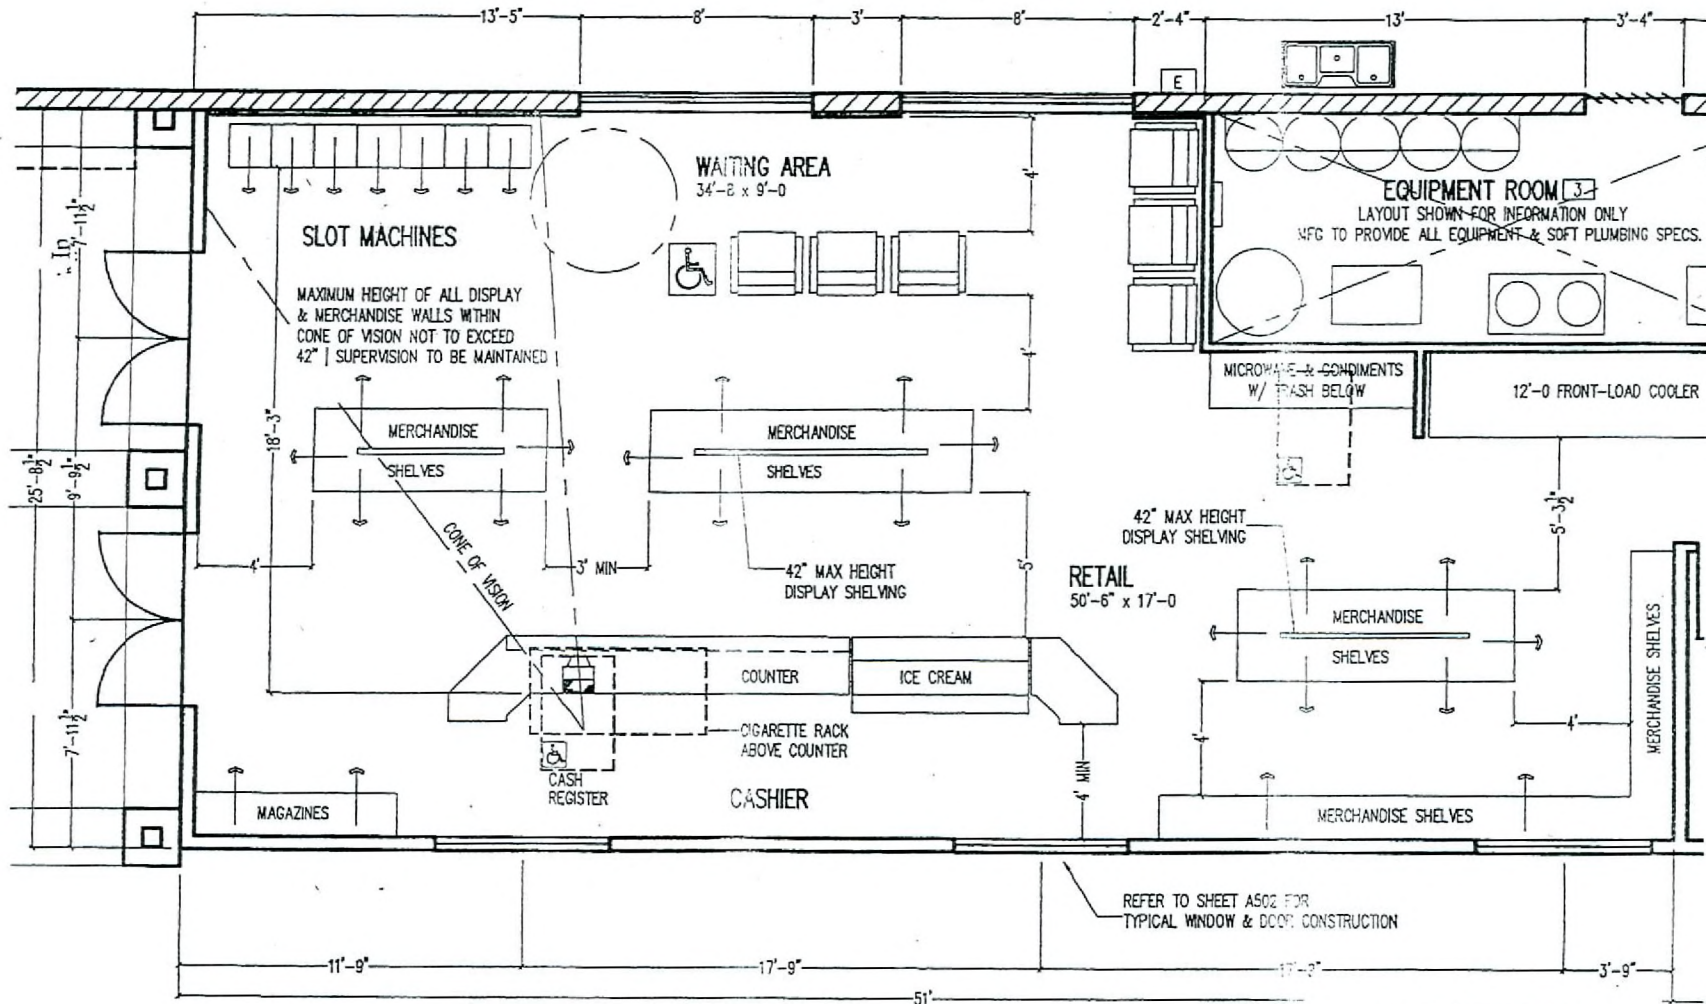 13'-5"
8'
3'
8'
2'-4"
13'
3'-4"
E
WAITING AREA
34'-8 x 9'-0
4'
EQUIPMENT ROOM 3
LAYOUT SHOWN FOR INFORMATION ONLY
MFG TO PROVIDE ALL EQUIPMENT & SOFT PLUMBING SPECS.
SLOT MACHINES
In
7'-11½"
MAXIMUM HEIGHT OF ALL DISPLAY
& MERCHANDISE WALLS WITHIN
CONE OF VISION NOT TO EXCEED
42" | SUPERVISION TO BE MAINTAINED
4'
MICROWAVE & CONDIMENTS
W/ TRASH BELOW
12'-0 FRONT-LOAD COOLER
18'-3"
MERCHANDISE
SHELVES
MERCHANDISE
SHELVES
25'-8½"
9'-9½"
5'-3½"
42" MAX HEIGHT
DISPLAY SHELVING
CONE OF VISION
4'
3' MIN
42" MAX HEIGHT
DISPLAY SHELVING
5'
RETAIL
50'-6" x 17'-0
MERCHANDISE
SHELVES
MERCHANDISE SHELVES
COUNTER
ICE CREAM
7'-11½"
CIGARETTE RACK
ABOVE COUNTER
4'
4'
CASH
REGISTER
CASHIER
4' MIN
MAGAZINES
MERCHANDISE SHELVES
REFER TO SHEET A502 FOR
TYPICAL WINDOW & DOOR CONSTRUCTION
11'-9"
17'-9"
3'-9"
51'